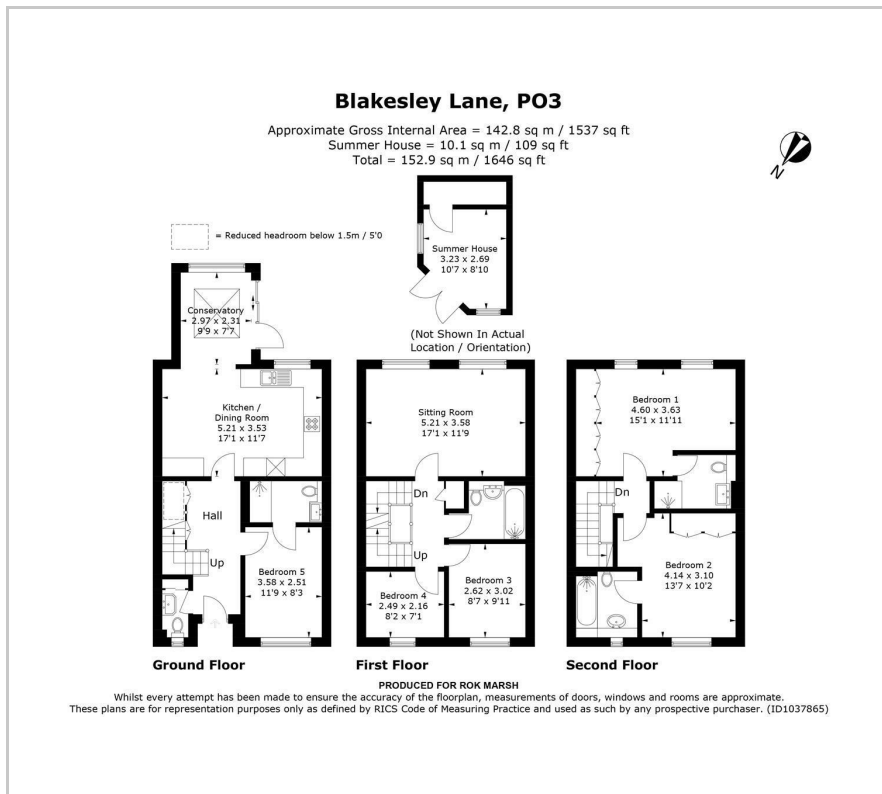 Blakesley Lane, PO3
Approximate Gross Internal Area = 142.8 sq m / 1537 sq ft
Summer House = 10.1 sq m / 109 sq ft
Total = 152.9 sq m / 1646 sq ft
N
= Reduced headroom below 1.5m / 5'0
Summer House
3.23 x 2.69
10'7 x 8'10
(Not Shown In Actual
Location / Orientation)
Conservatory
2.97 x 2.31
9'9 x 7'7
Kitchen /
Dining Room
5.21 x 3.53
17'1 x 11'7
Hall
Up
Bedroom 5
3.58 x 2.51
11'9 x 8'3
Ground Floor
Sitting Room
5.21 x 3.58
17'1 x 11'9
Dn
Up
Bedroom 4
2.49 x 2.16
8'2 x 7'1
Bedroom 3
2.62 x 3.02
8'7 x 9'11
First Floor
Bedroom 1
4.60 x 3.63
15'1 x 11'11
Dn
Bedroom 2
4.14 x 3.10
13'7 x 10'2
Second Floor
PRODUCED FOR ROK MARSH
Whilst every attempt has been made to ensure the accuracy of the floorplan, measurements of doors, windows and rooms are approximate.
These plans are for representation purposes only as defined by RICS Code of Measuring Practice and used as such by any prospective purchaser. (ID1037865)